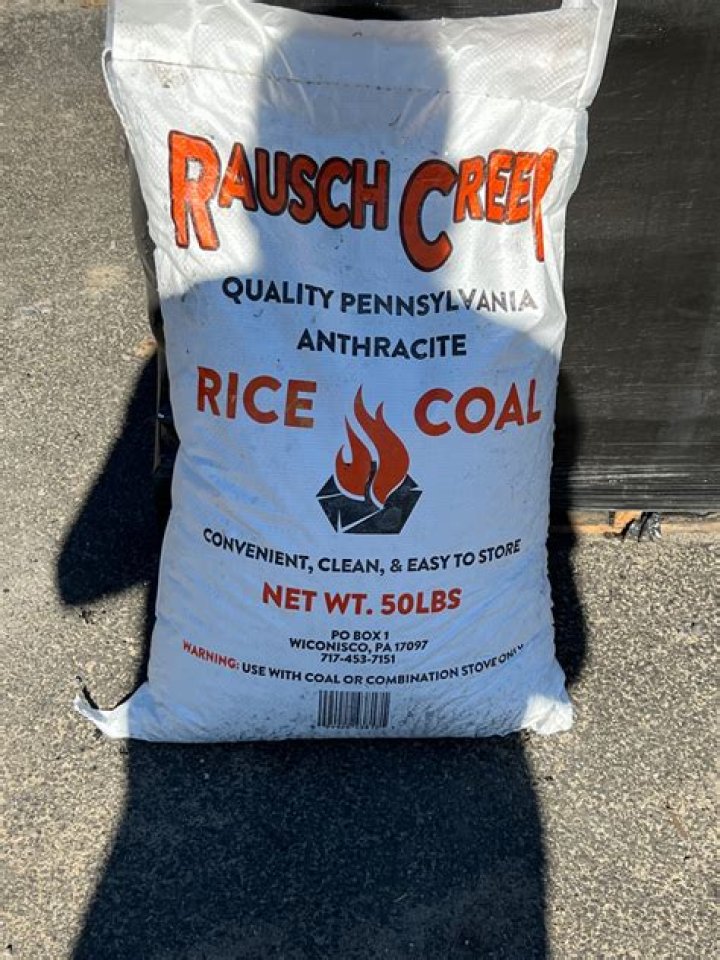 RAUSCH CREEK
QUALITY PENNSYLVANIA
ANTHRACITE
RICE COAL
CONVENIENT, CLEAN, & EASY TO STORE
NET WT. 50LBS
PO BOX 1
WICONISCO, PA 17097
717-453-7151
WARNING: USE WITH COAL OR COMBINATION STOVE ONLY